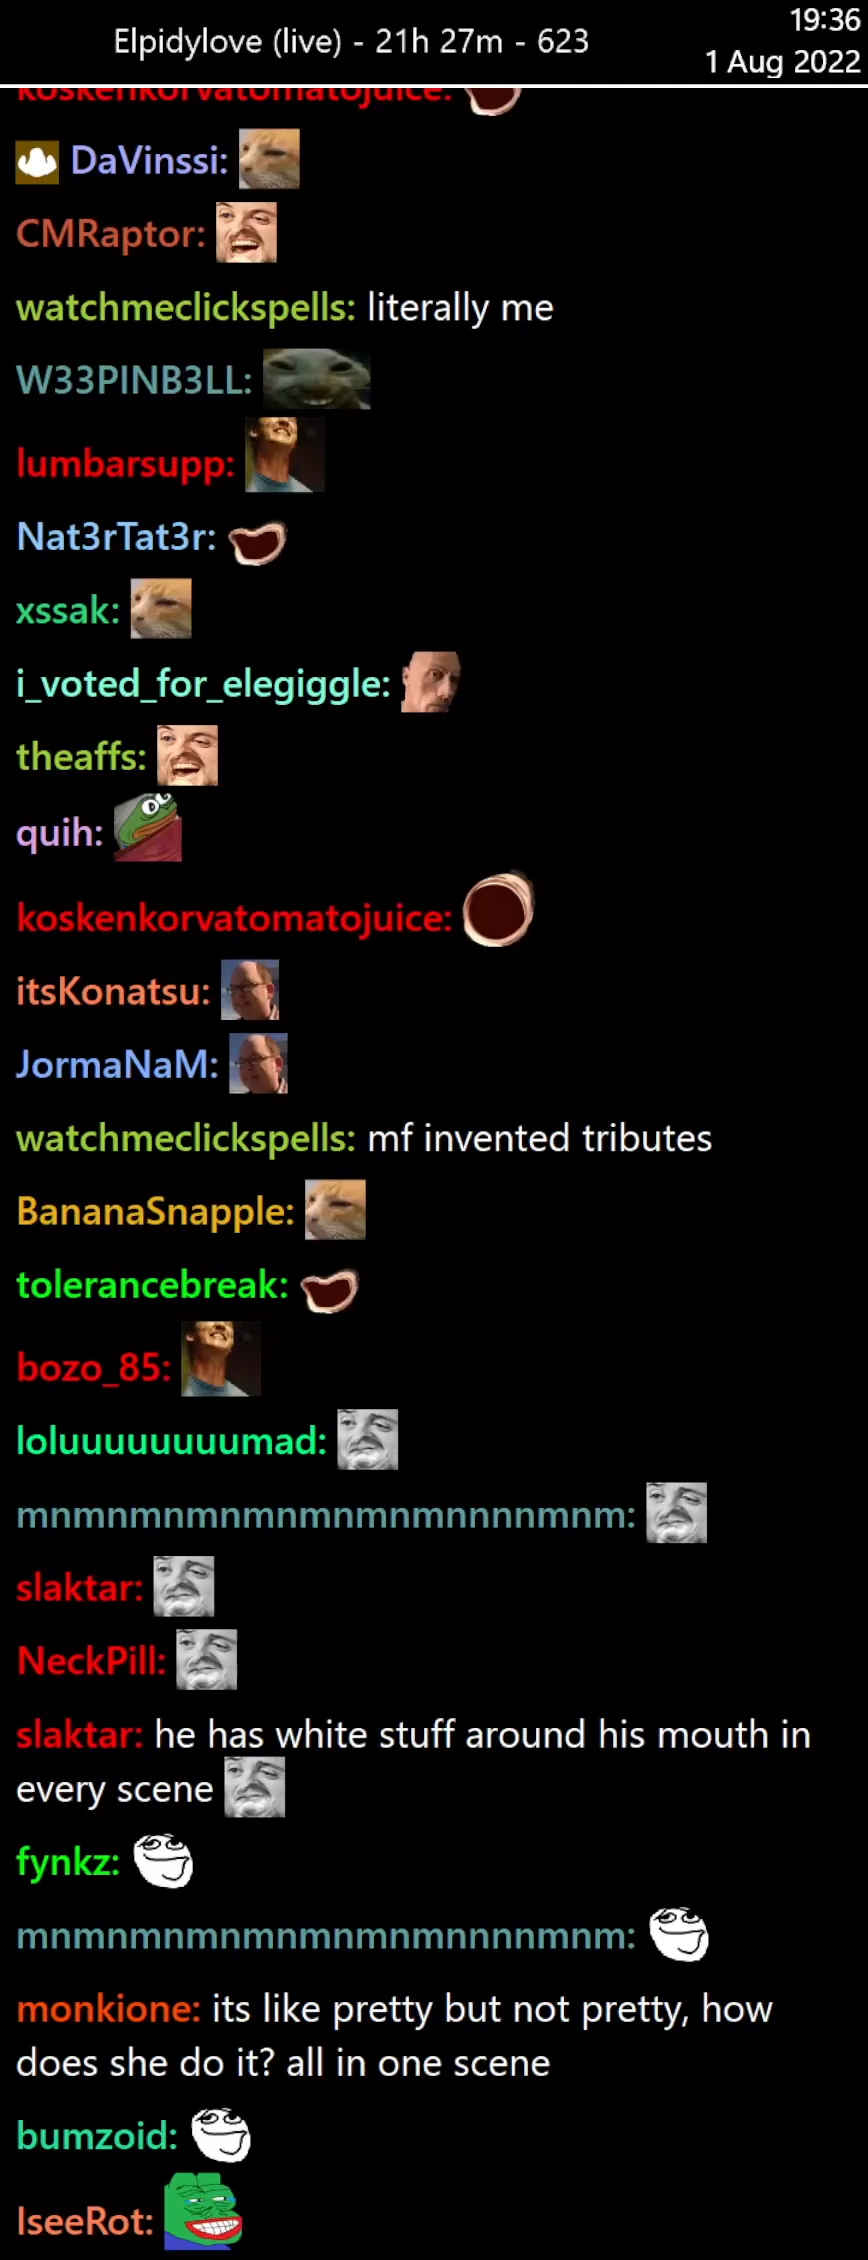 Elpidylove (live) - 21h 27m - 623
19:36
1 Aug 2022
koskenkorvatomatojuice:
DaVinssi:
CMRaptor:
watchmeclickspells: literally me
W33PINB3LL:
lumbarsupp:
Nat3rTat3r:
xssak:
i_voted_for_elegiggle:
theaffs:
quih:
koskenkorvatomatojuice:
itsKonatsu:
JormaNaM:
watchmeclickspells: mf invented tributes
BananaSnapple:
tolerancebreak:
bozo_85:
loluuuuuuuumad:
mnmnmnmnmnmnmnmnnnnmnm:
slaktar:
NeckPill:
slaktar: he has white stuff around his mouth in
every scene
fynkz:
mnmnmnmnmnmnmnmnnnnmnm:
monkione: its like pretty but not pretty, how
does she do it? all in one scene
bumzoid:
IseeRot: